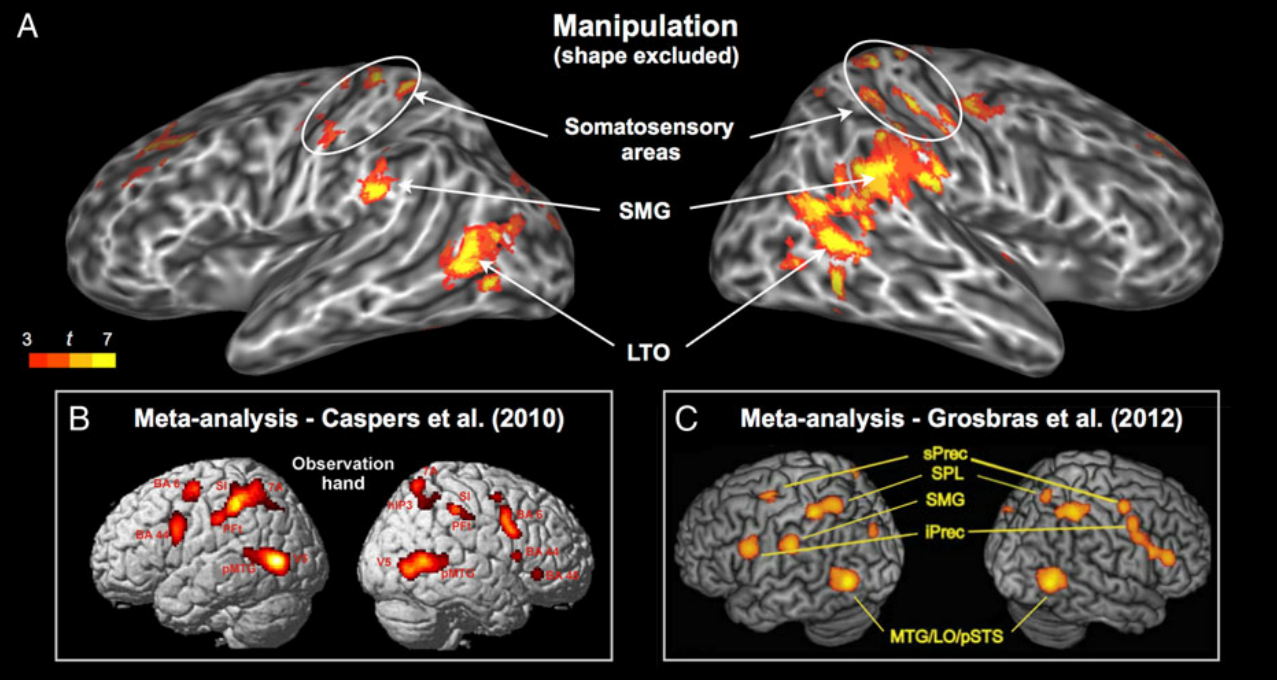 A
Manipulation
(shape excluded)
Somatosensory
areas
SMG
LTO
3 t 7
B
Meta-analysis - Caspers et al. (2010)
Observation
hand
BA 6
SI
7A
BA 44
PFt
pMTG
V5
7A
hIP3
SI
PFt
BA 6
BA 44
BA 45
V5
pMTG
C
Meta-analysis - Grosbras et al. (2012)
sPrec
SPL
SMG
iPrec
MTG/LO/pSTS